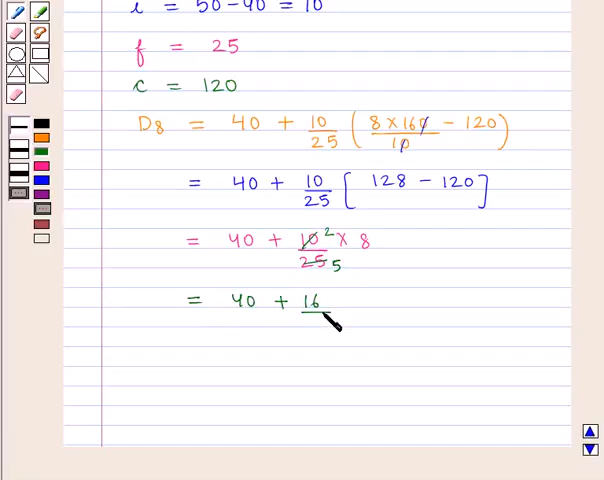 i = 50 - 40 = 10
f = 25
c = 120
D8 = 40 + 10/25 ( 8 × 160/10 - 120 )
= 40 + 10/25 [ 128 - 120 ]
= 40 + 10 2/25 5 × 8
= 40 + 16/